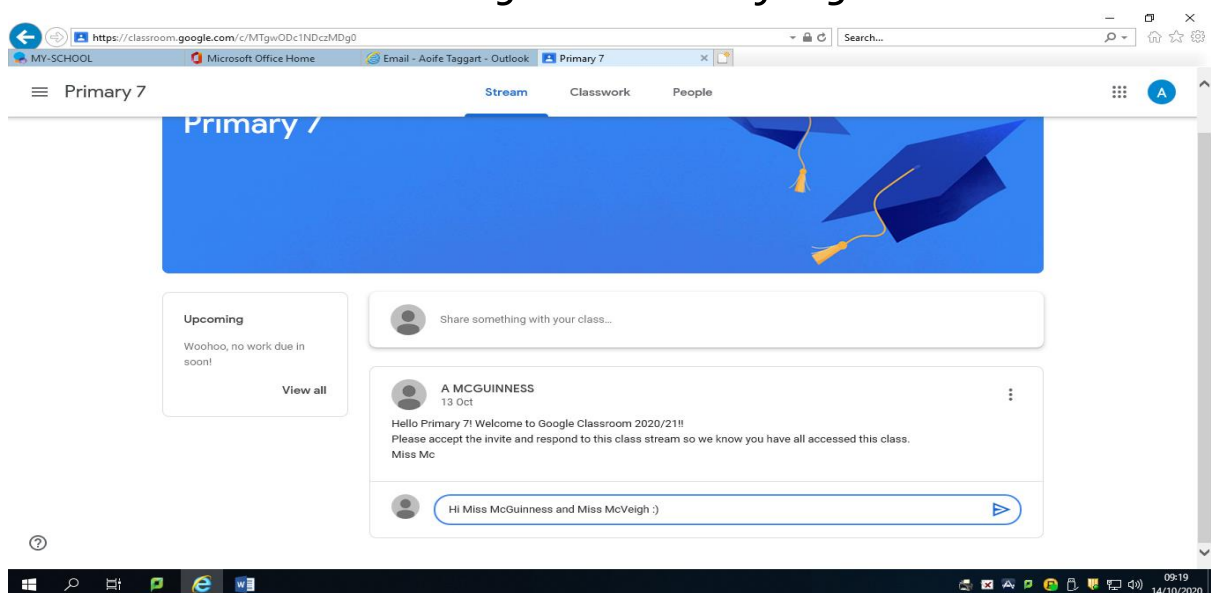 https://classroom.google.com/c/MTgwODc1NDczMDg0
Search...
MY-SCHOOL
Microsoft Office Home
Email - Aoife Taggart - Outlook
Primary 7
Primary 7
Stream
Classwork
People
A
Primary 7
Upcoming
Woohoo, no work due in
soon!
View all
Share something with your class...
A MCGUINNESS
13 Oct
Hello Primary 7! Welcome to Google Classroom 2020/21!!
Please accept the invite and respond to this class stream so we know you have all accessed this class.
Miss Mc
Hi Miss McGuinness and Miss McVeigh :)
09:19
14/10/2020